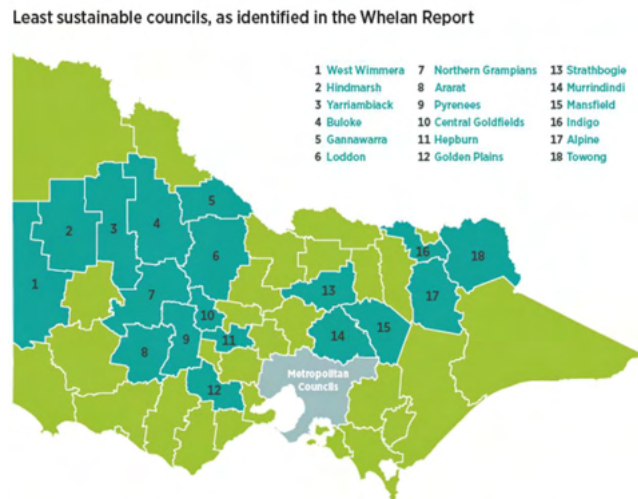 Least sustainable councils, as identified in the Whelan Report
1 West Wimmera 7 Northern Grampians 13 Strathbogie
2 Hindmarsh 8 Ararat 14 Murrindindi
3 Yarriambiack 9 Pyrenees 15 Mansfield
4 Buloke 10 Central Goldfields 16 Indigo
5 Gannawarra 11 Hepburn 17 Alpine
6 Loddon 12 Golden Plains 18 Towong
5
2
3
4
6
16
18
1
7
13
17
10
14
15
8
9
11
Metropolitan
Councils
12